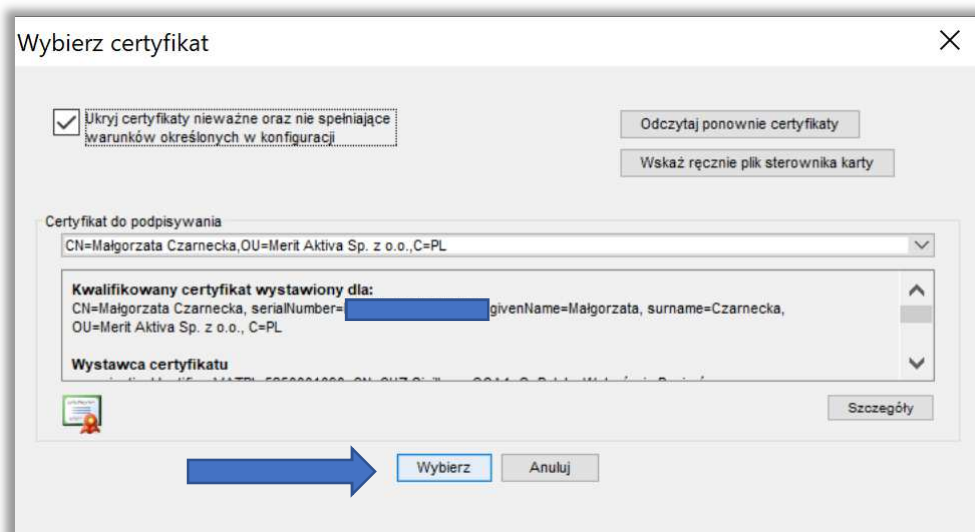 Wybierz certyfikat
Ukryj certyfikaty nieważne oraz nie spełniające
warunków określonych w konfiguracji
Odczytaj ponownie certyfikaty
Wskaż ręcznie plik sterownika karty
Certyfikat do podpisywania
CN=Małgorzata Czarnecka,OU=Merit Aktiva Sp. z o.o.,C=PL
Kwalifikowany certyfikat wystawiony dla:
CN=Małgorzata Czarnecka, serialNumber= givenName=Małgorzata, surname=Czarnecka,
OU=Merit Aktiva Sp. z o.o., C=PL
Wystawca certyfikatu
Szczegóły
Wybierz
Anuluj